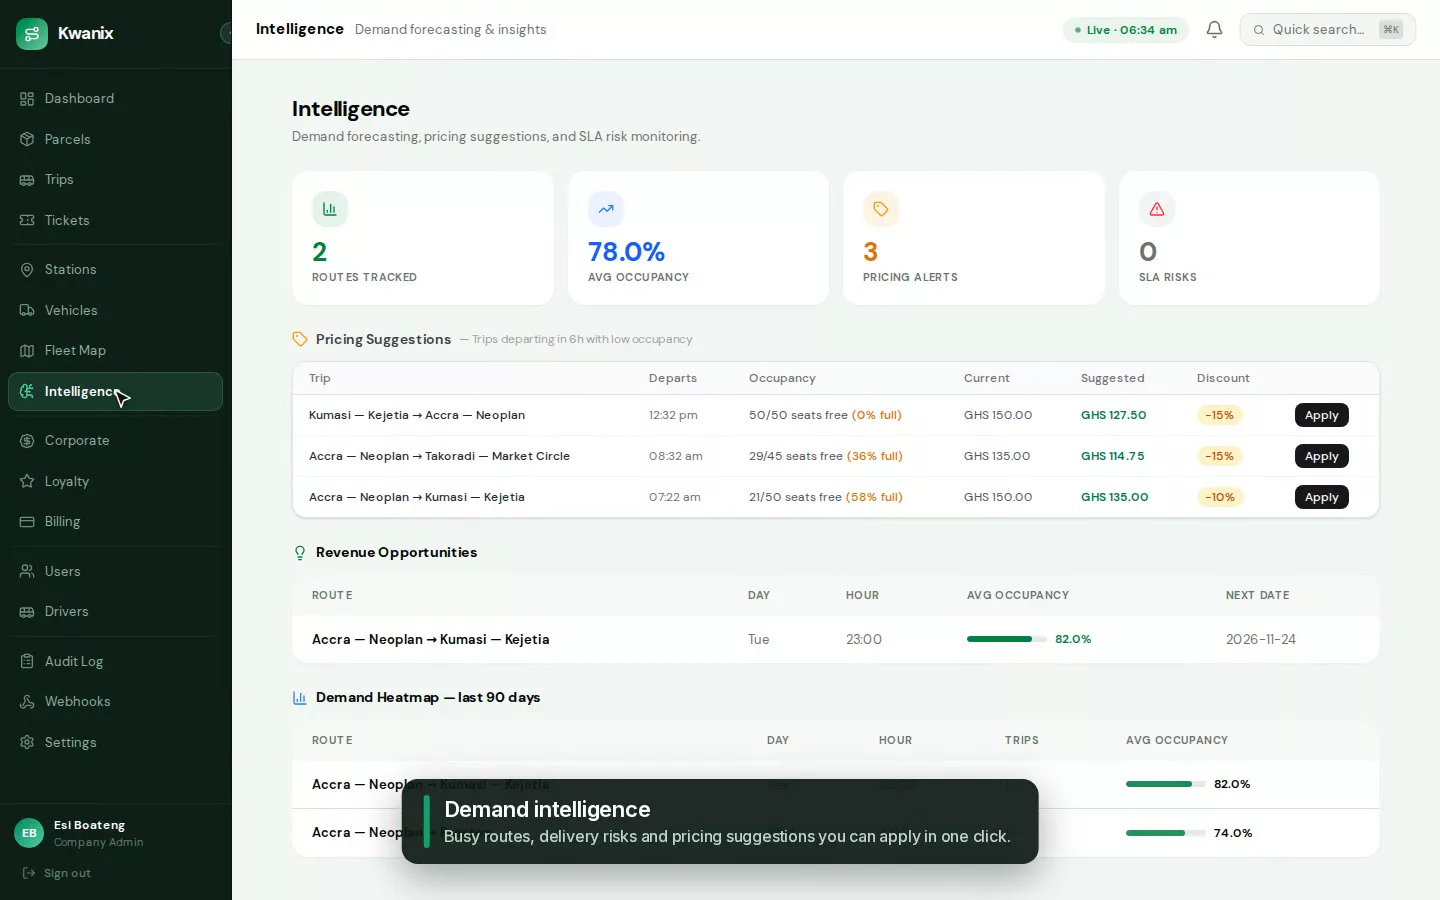 Kwanix
Intelligence Demand forecasting & insights
Live · 06:34 am
Quick search... ⌘K
Dashboard
Parcels
Trips
Tickets
Stations
Vehicles
Fleet Map
Intelligence
Corporate
Loyalty
Billing
Users
Drivers
Audit Log
Webhooks
Settings
EB
Esi Boateng
Company Admin
Sign out
Intelligence
Demand forecasting, pricing suggestions, and SLA risk monitoring.
2
ROUTES TRACKED
78.0%
AVG OCCUPANCY
3
PRICING ALERTS
0
SLA RISKS
Pricing Suggestions — Trips departing in 6h with low occupancy
Trip Departs Occupancy Current Suggested Discount
Kumasi — Kejetia → Accra — Neoplan 12:32 pm 50/50 seats free (0% full) GHS 150.00 GHS 127.50 -15% Apply
Accra — Neoplan → Takoradi — Market Circle 08:32 am 29/45 seats free (36% full) GHS 135.00 GHS 114.75 -15% Apply
Accra — Neoplan → Kumasi — Kejetia 07:22 am 21/50 seats free (58% full) GHS 150.00 GHS 135.00 -10% Apply
Revenue Opportunities
ROUTE DAY HOUR AVG OCCUPANCY NEXT DATE
Accra — Neoplan → Kumasi — Kejetia Tue 23:00 82.0% 2026-11-24
Demand Heatmap — last 90 days
ROUTE DAY HOUR TRIPS AVG OCCUPANCY
Accra — Neoplan → Kumasi — Kejetia 82.0%
Accra — Neoplan 74.0%
Demand intelligence
Busy routes, delivery risks and pricing suggestions you can apply in one click.